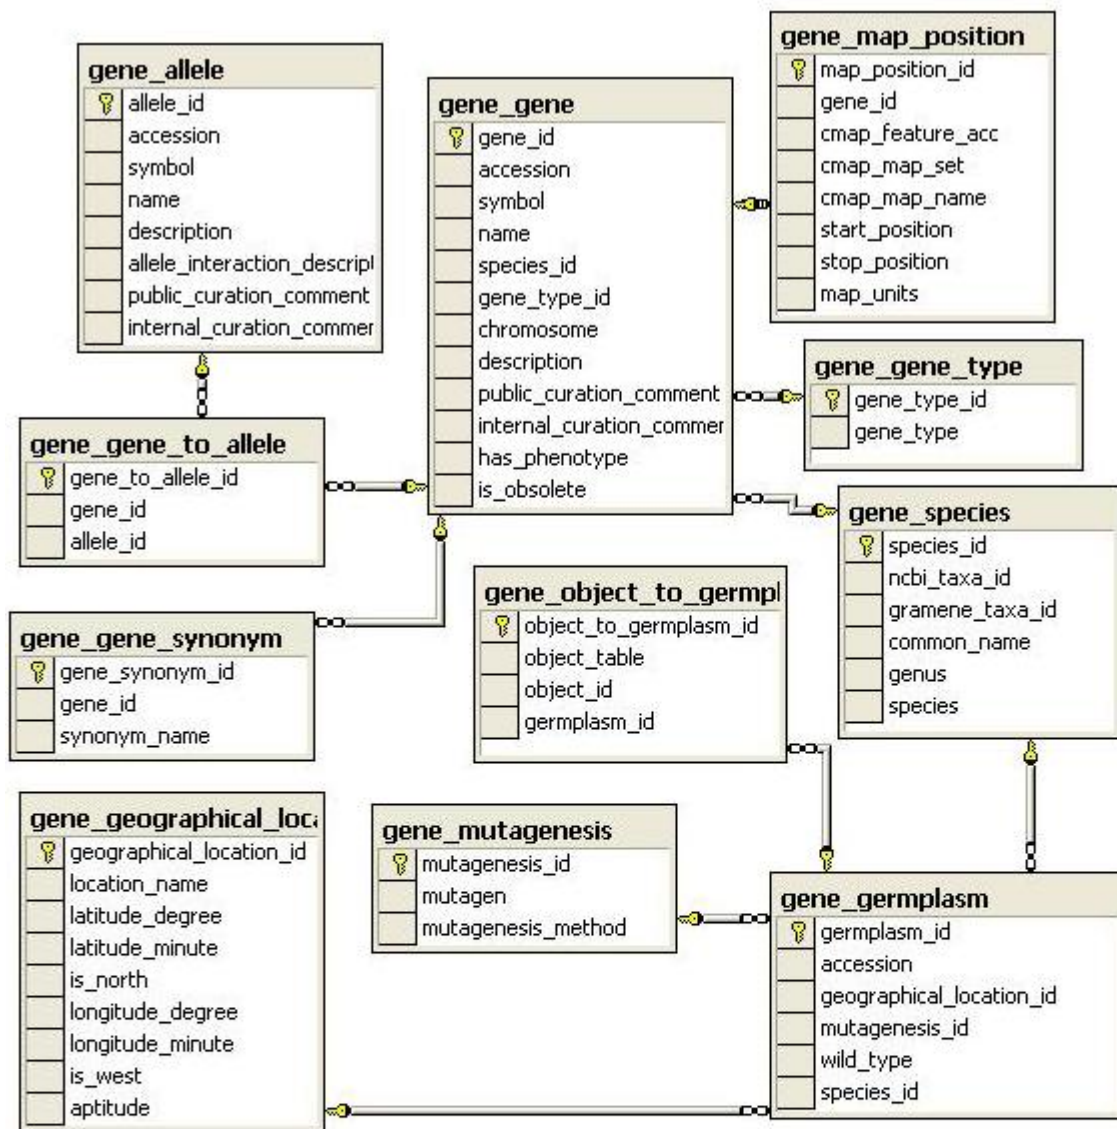 gene_allele
allele_id
accession
symbol
name
description
allele_interaction_descript
public_curation_comment
internal_curation_commer
gene_gene
gene_id
accession
symbol
name
species_id
gene_type_id
chromosome
description
public_curation_comment
internal_curation_commer
has_phenotype
is_obsolete
gene_map_position
map_position_id
gene_id
cmap_feature_acc
cmap_map_set
cmap_map_name
start_position
stop_position
map_units
gene_gene_type
gene_type_id
gene_type
gene_gene_to_allele
gene_to_allele_id
gene_id
allele_id
gene_species
species_id
ncbi_taxa_id
gramene_taxa_id
common_name
genus
species
gene_object_to_germpl
object_to_germplasm_id
object_table
object_id
germplasm_id
gene_gene_synonym
gene_synonym_id
gene_id
synonym_name
gene_geographical_loca
geographical_location_id
location_name
latitude_degree
latitude_minute
is_north
longitude_degree
longitude_minute
is_west
aptitude
gene_mutagenesis
mutagenesis_id
mutagen
mutagenesis_method
gene_germplasm
germplasm_id
accession
geographical_location_id
mutagenesis_id
wild_type
species_id